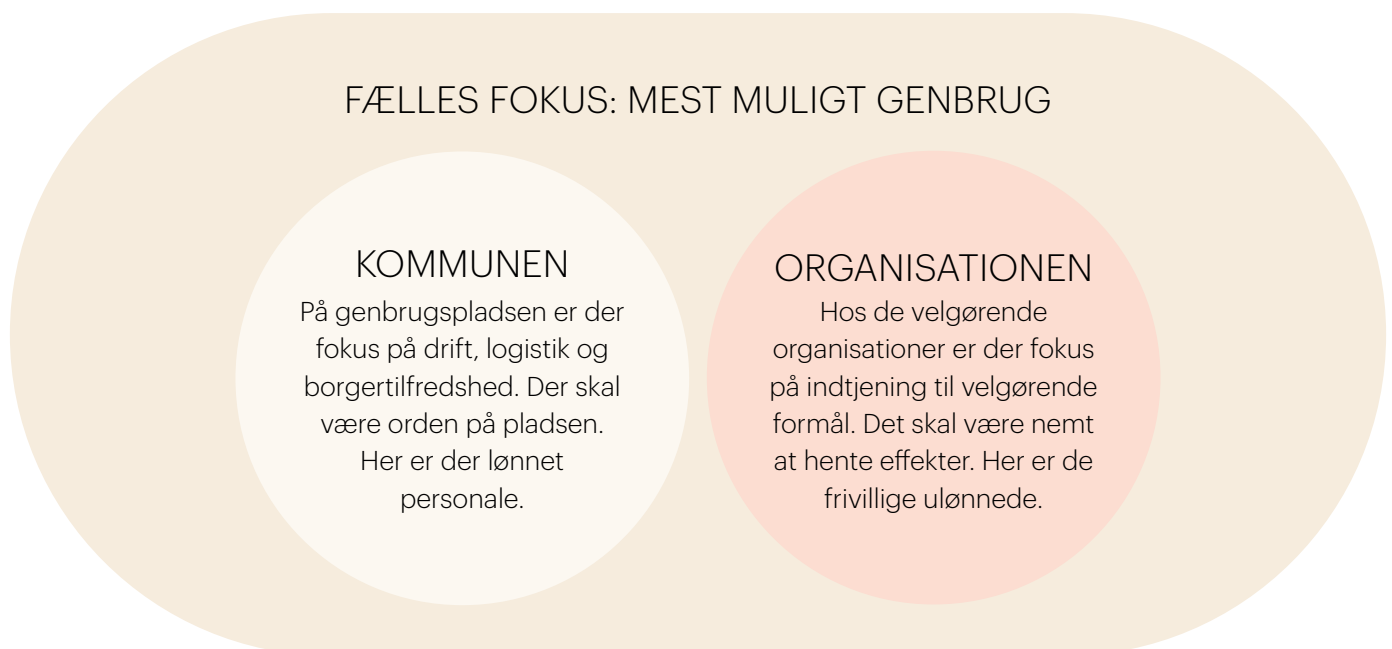 FÆLLES FOKUS: MEST MULIGT GENBRUG
KOMMUNEN
På genbrugspladsen er der
fokus på drift, logistik og
borgertilfredshed. Der skal
være orden på pladsen.
Her er der lønnet
personale.
ORGANISATIONEN
Hos de velgørende
organisationer er der fokus
på indtjening til velgørende
formål. Det skal være nemt
at hente effekter. Her er de
frivillige ulønnede.